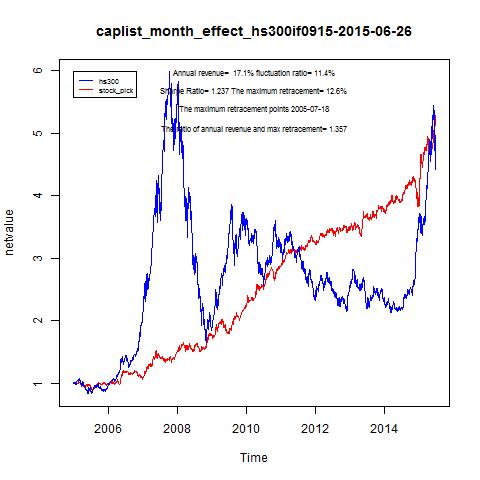 caplist_month_effect_hs300if0915-2015-06-26
Annual revenue= 17.1% fluctuation ratio= 11.4%
Sharpe Ratio= 1.237 The maximum retracement= 12.6%
The maximum retracement points 2005-07-18
The ratio of annual revenue and max retracement= 1.357
hs300
stock_pick
netvalue
6
5
4
3
2
1
2006 2008 2010 2012 2014
Time